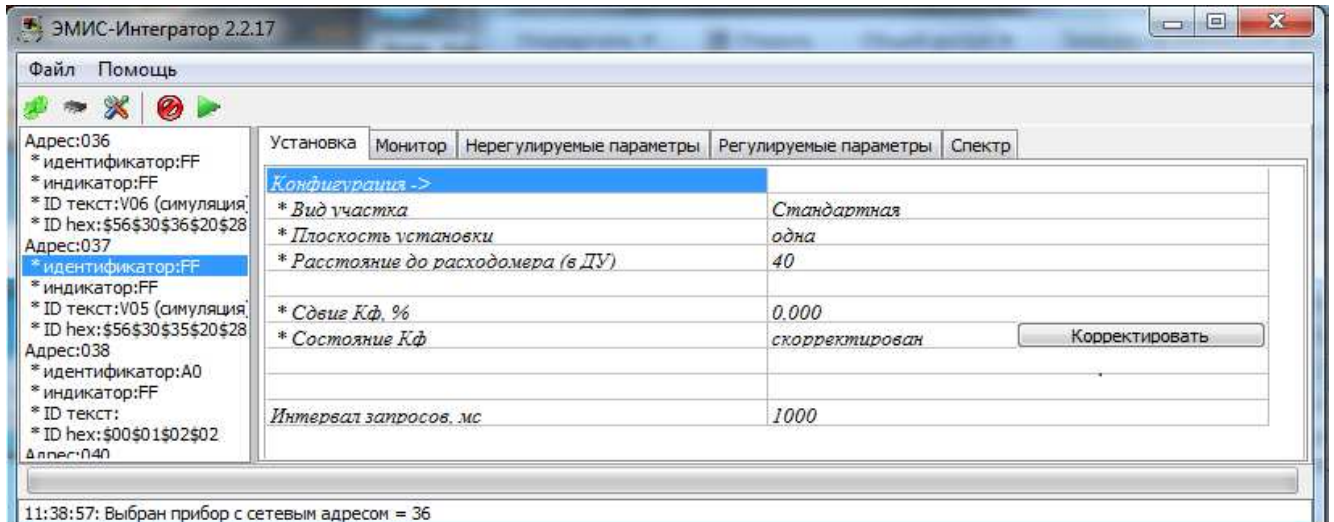 ЭМИС-Интегратор 2.2.17
Файл Помощь
Адрес:036
* идентификатор:FF
* индикатор:FF
* ID текст:V06 (симуляция)
* ID hex:$56$30$36$20$28
Адрес:037
* идентификатор:FF
* индикатор:FF
* ID текст:V05 (симуляция)
* ID hex:$56$30$35$20$28
Адрес:038
* идентификатор:A0
* индикатор:FF
* ID текст:
* ID hex:$00$01$02$02
Адрес:040
Установка Монитор Нерегулируемые параметры Регулируемые параметры Спектр
Конфигурация ->
* Вид участка Стандартная
* Плоскость установки одна
* Расстояние до расходомера (в ДУ) 40
* Сдвиг Кф, % 0,000
* Состояние Кф скорректирован Корректировать
Интервал запросов, мс 1000
11:38:57: Выбран прибор с сетевым адресом = 36